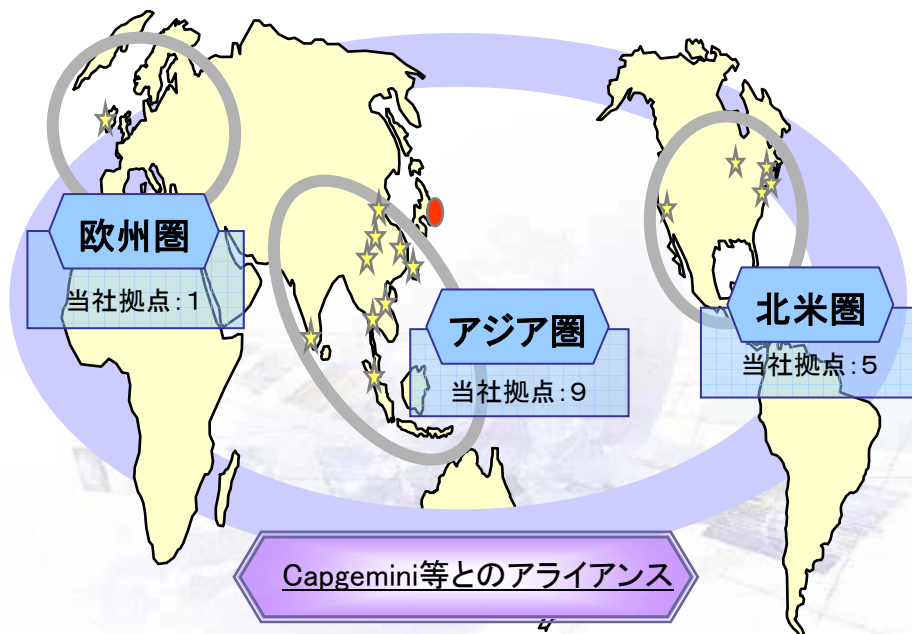 欧州圏
当社拠点：１
アジア圏
当社拠点：９
北米圏
当社拠点：５
Capgemini等とのアライアンス